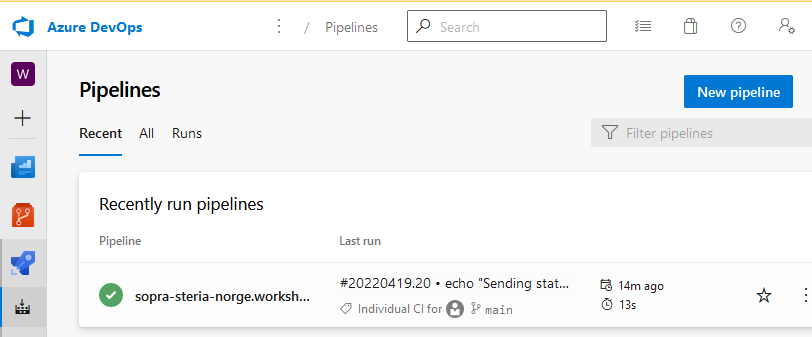 Azure DevOps
/ Pipelines
Search
W
Pipelines
New pipeline
Recent
All
Runs
Filter pipelines
Recently run pipelines
Pipeline
Last run
sopra-steria-norge.worksh...
#20220419.20 • echo "Sending stat...
14m ago
Individual CI for
main
13s